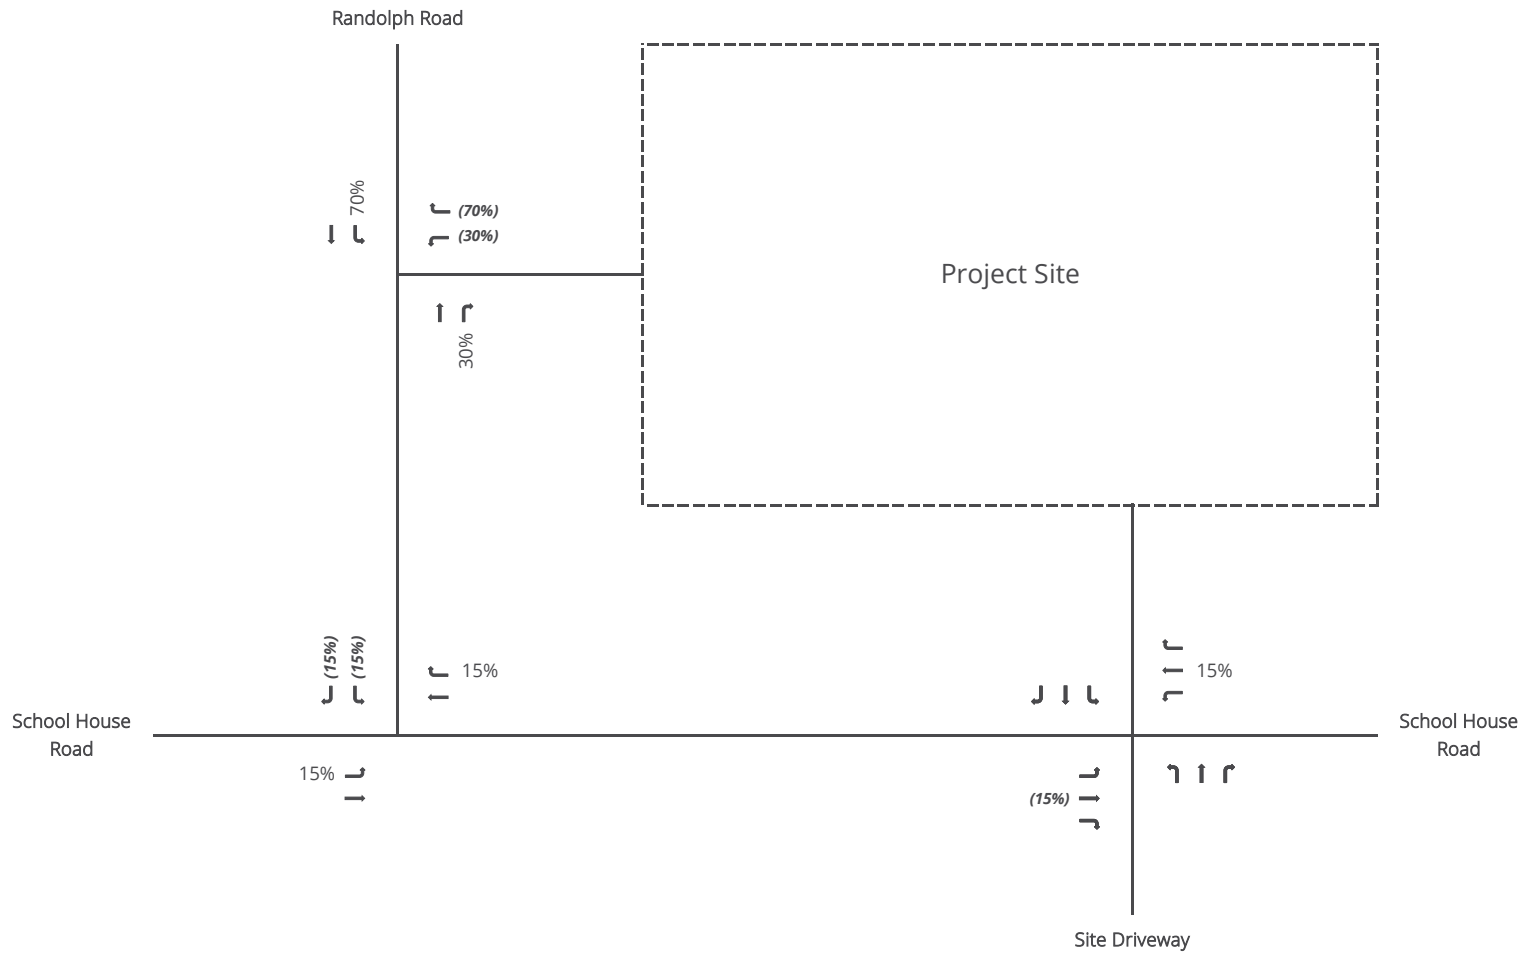 Randolph Road
70%
(70%)
(30%)
Project Site
30%
(15%)
(15%)
15%
15%
School House
Road
School House
Road
15%
(15%)
Site Driveway